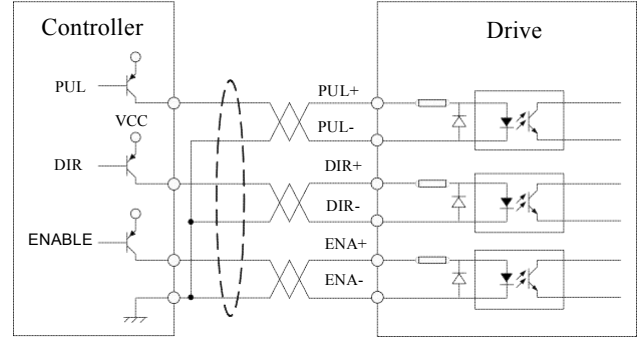 Controller
Drive
PUL
PUL+
PUL-
VCC
DIR
DIR+
DIR-
ENABLE
ENA+
ENA-